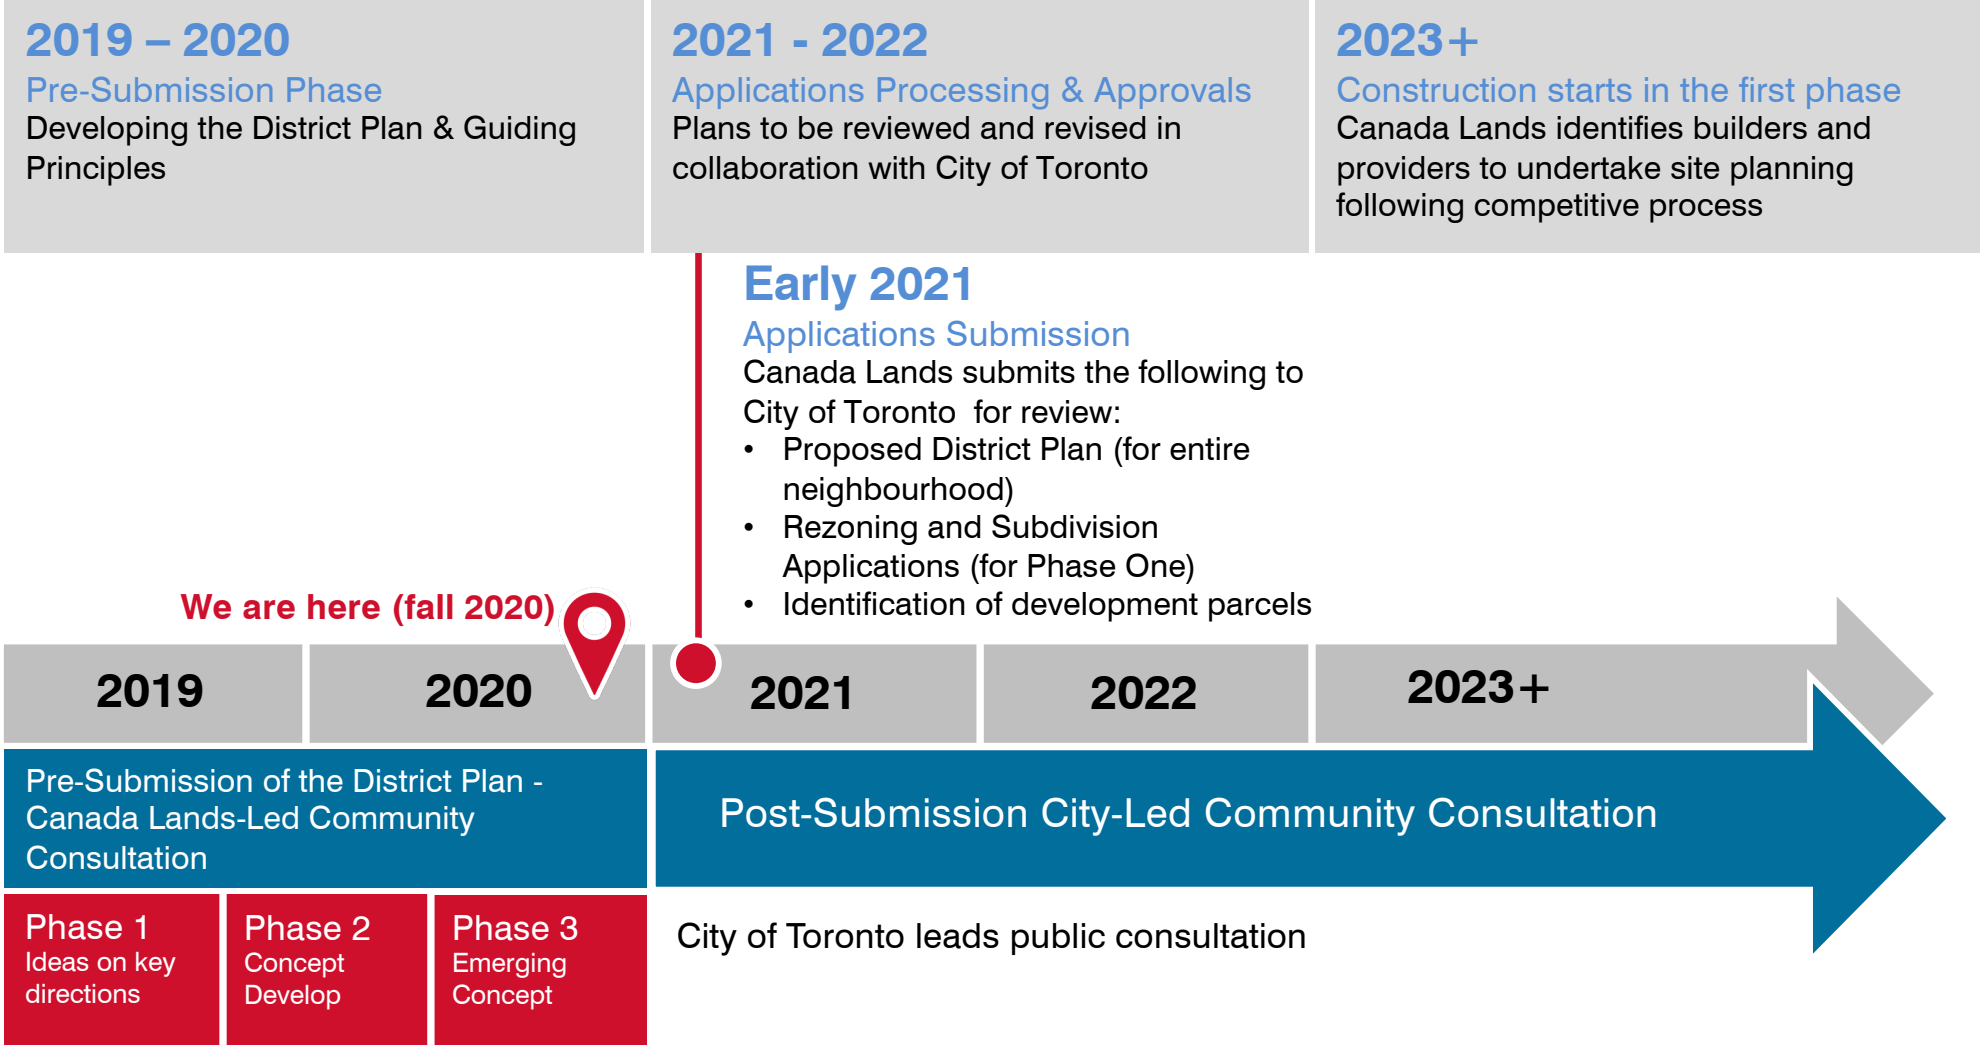 2019 – 2020
Pre-Submission Phase
Developing the District Plan & Guiding
Principles
2021 - 2022
Applications Processing & Approvals
Plans to be reviewed and revised in
collaboration with City of Toronto
2023+
Construction starts in the first phase
Canada Lands identifies builders and
providers to undertake site planning
following competitive process
Early 2021
Applications Submission
Canada Lands submits the following to
City of Toronto  for review:
• Proposed District Plan (for entire
neighbourhood)
• Rezoning and Subdivision
Applications (for Phase One)
• Identification of development parcels
We are here (fall 2020)
2019
2020
2021
2022
2023+
Pre-Submission of the District Plan -
Canada Lands-Led Community
Consultation
Post-Submission City-Led Community Consultation
Phase 1
Ideas on key
directions
Phase 2
Concept
Develop
Phase 3
Emerging
Concept
City of Toronto leads public consultation